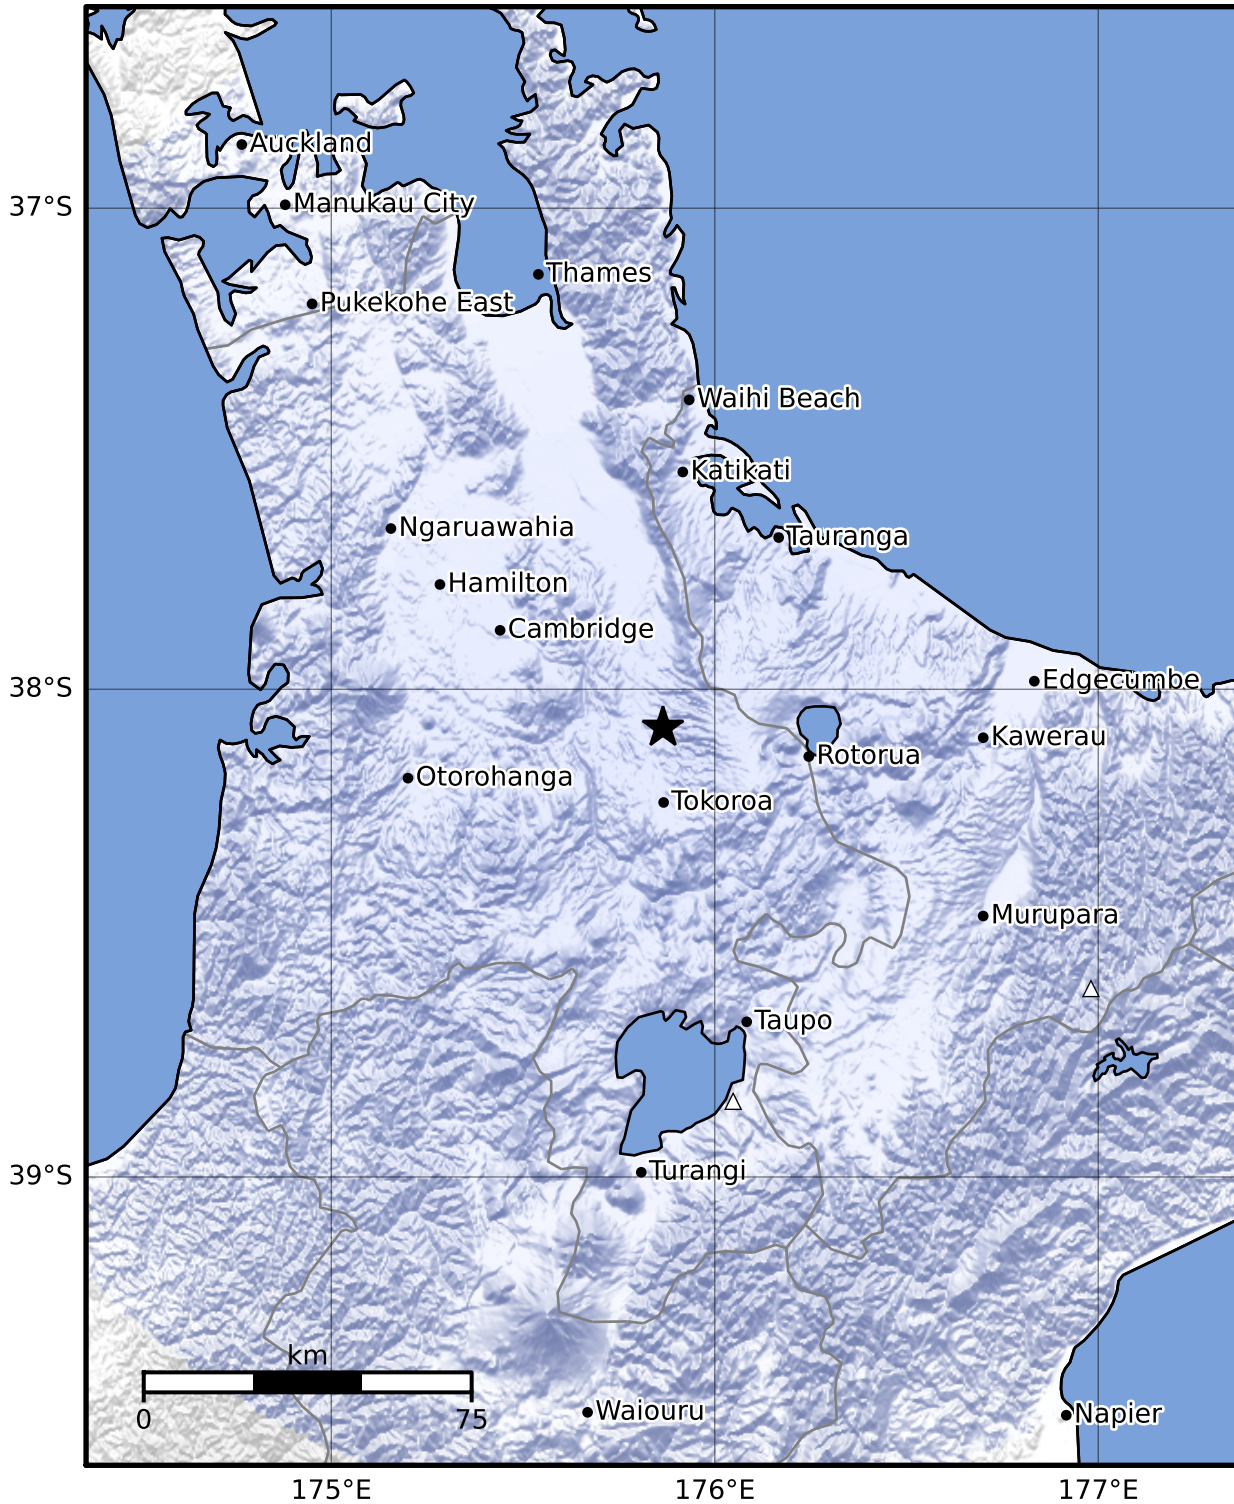 Auckland
37°S
Manukau City
Thames
Pukekohe East
Waihi Beach
Katikati
Ngaruawahia
Tauranga
Hamilton
Cambridge
38°S
Edgecumbe
Kawerau
Rotorua
Otorohanga
Tokoroa
Murupara
Taupo
39°S
Turangi
km
0
75
Waiouru
Napier
175°E
176°E
177°E